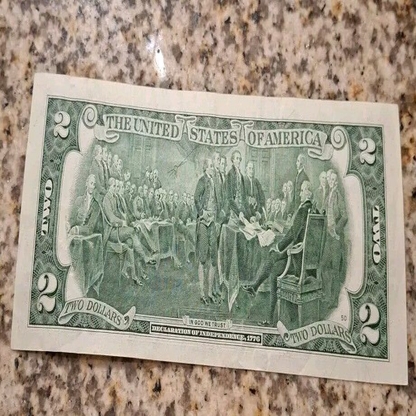 2
THE UNITED STATES OF AMERICA
2
TWO
TWO
2
TWO DOLLARS
IN GOD WE TRUST
DECLARATION OF INDEPENDENCE, 1776
TWO DOLLARS
2